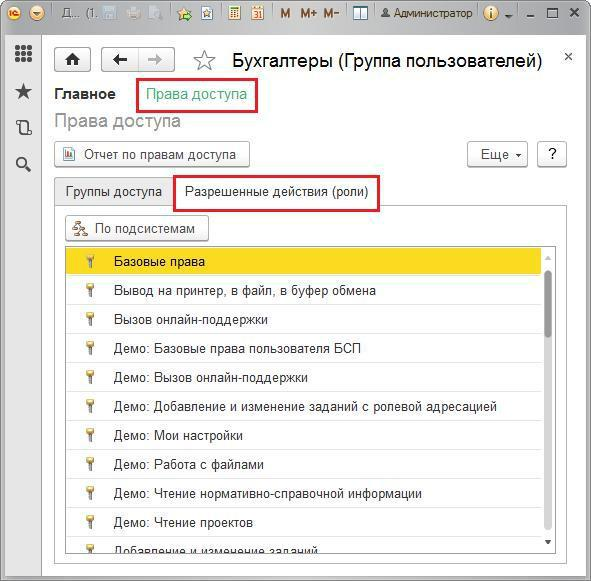 Д... (1.
31
M M+ M-
Администратор
Бухгалтеры (Группа пользователей)
Главное Права доступа
Права доступа
Отчет по правам доступа Еще ?
Группы доступа Разрешенные действия (роли)
По подсистемам
Базовые права
Вывод на принтер, в файл, в буфер обмена
Вызов онлайн-поддержки
Демо: Базовые права пользователя БСП
Демо: Вызов онлайн-поддержки
Демо: Добавление и изменение заданий с ролевой адресацией
Демо: Мои настройки
Демо: Работа с файлами
Демо: Чтение нормативно-справочной информации
Демо: Чтение проектов
Добавление и изменение заданий